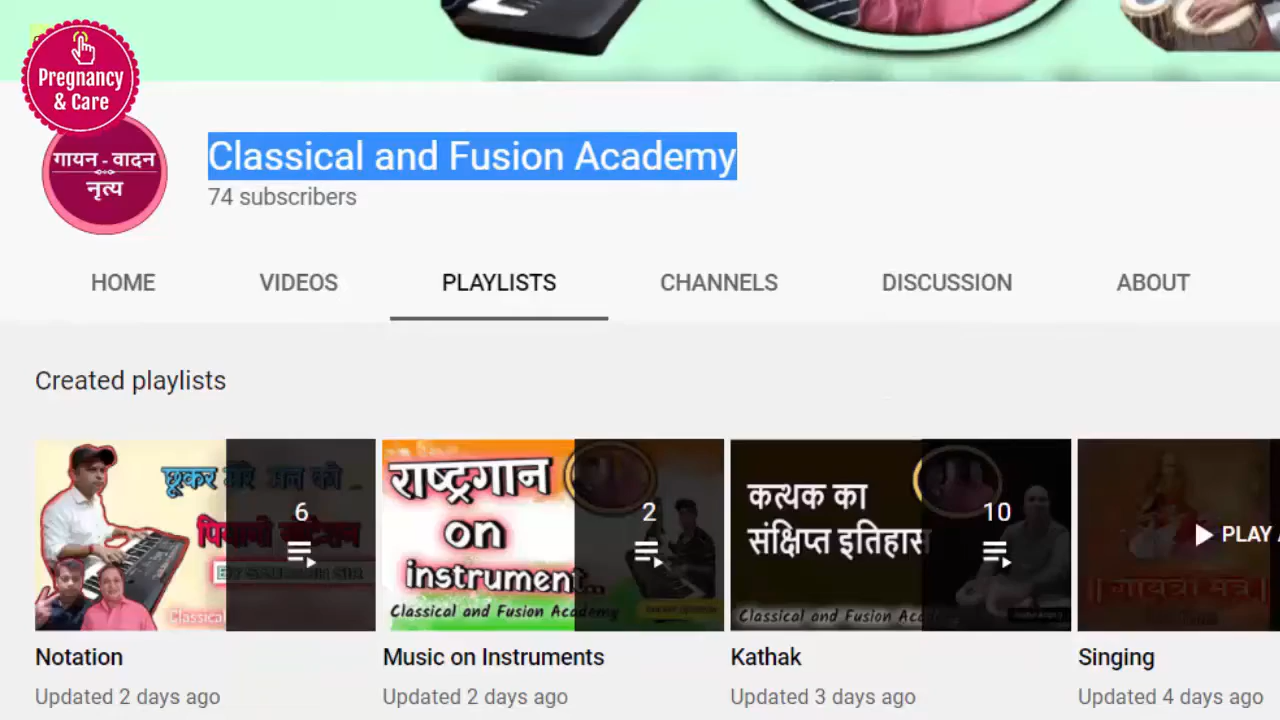 Pregnancy
& Care
गायन - वादन
नृत्य
Classical and Fusion Academy
74 subscribers
HOME VIDEOS PLAYLISTS CHANNELS DISCUSSION ABOUT
Created playlists
छूकर मेरे मन को
6
राष्ट्रगान
on
instrument..
Classical and Fusion Academy
2
कत्थक का
संक्षिप्त इतिहास
Classical and Fusion
10
PLAY
Notation
Updated 2 days ago
Music on Instruments
Updated 2 days ago
Kathak
Updated 3 days ago
Singing
Updated 4 days ago